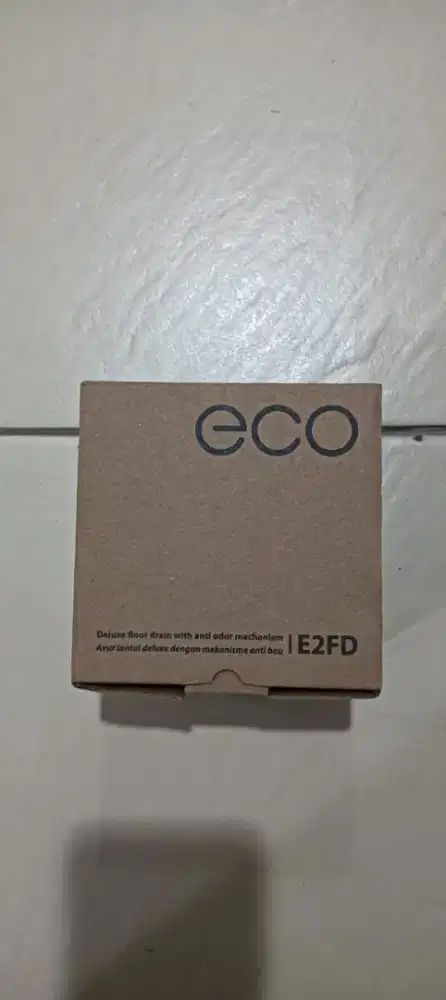 eco
Deluxe floor drain with anti odor mechanism
Avur lantai deluxe dengan mekanisme anti bau
| E2FD